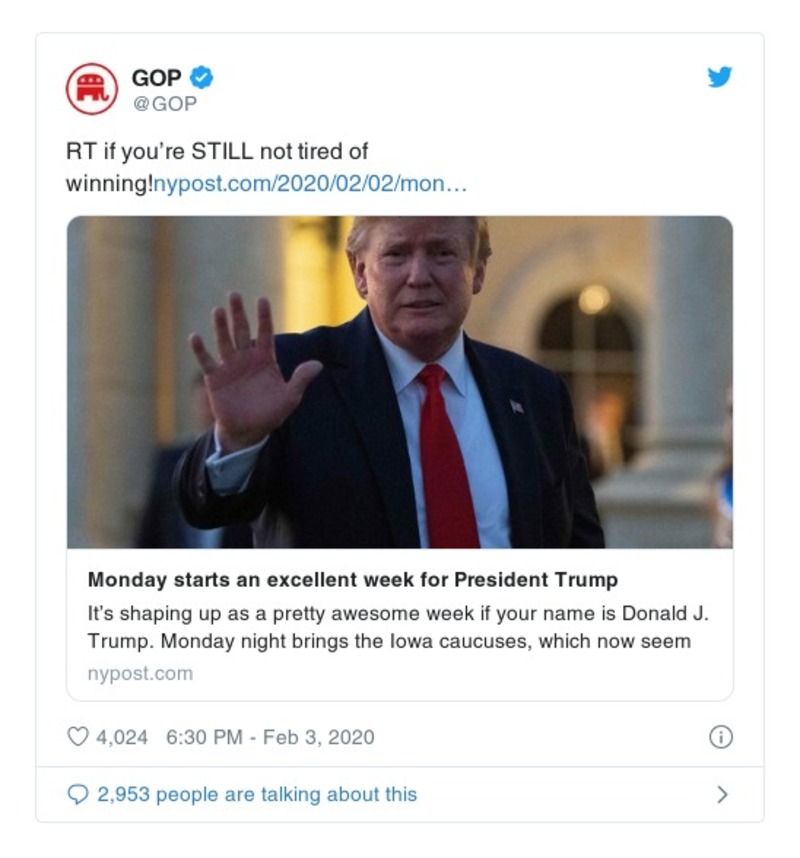 GOP
@GOP
RT if you’re STILL not tired of
winning!nypost.com/2020/02/02/mon…
Monday starts an excellent week for President Trump
It’s shaping up as a pretty awesome week if your name is Donald J.
Trump. Monday night brings the Iowa caucuses, which now seem
nypost.com
4,024 6:30 PM - Feb 3, 2020
2,953 people are talking about this